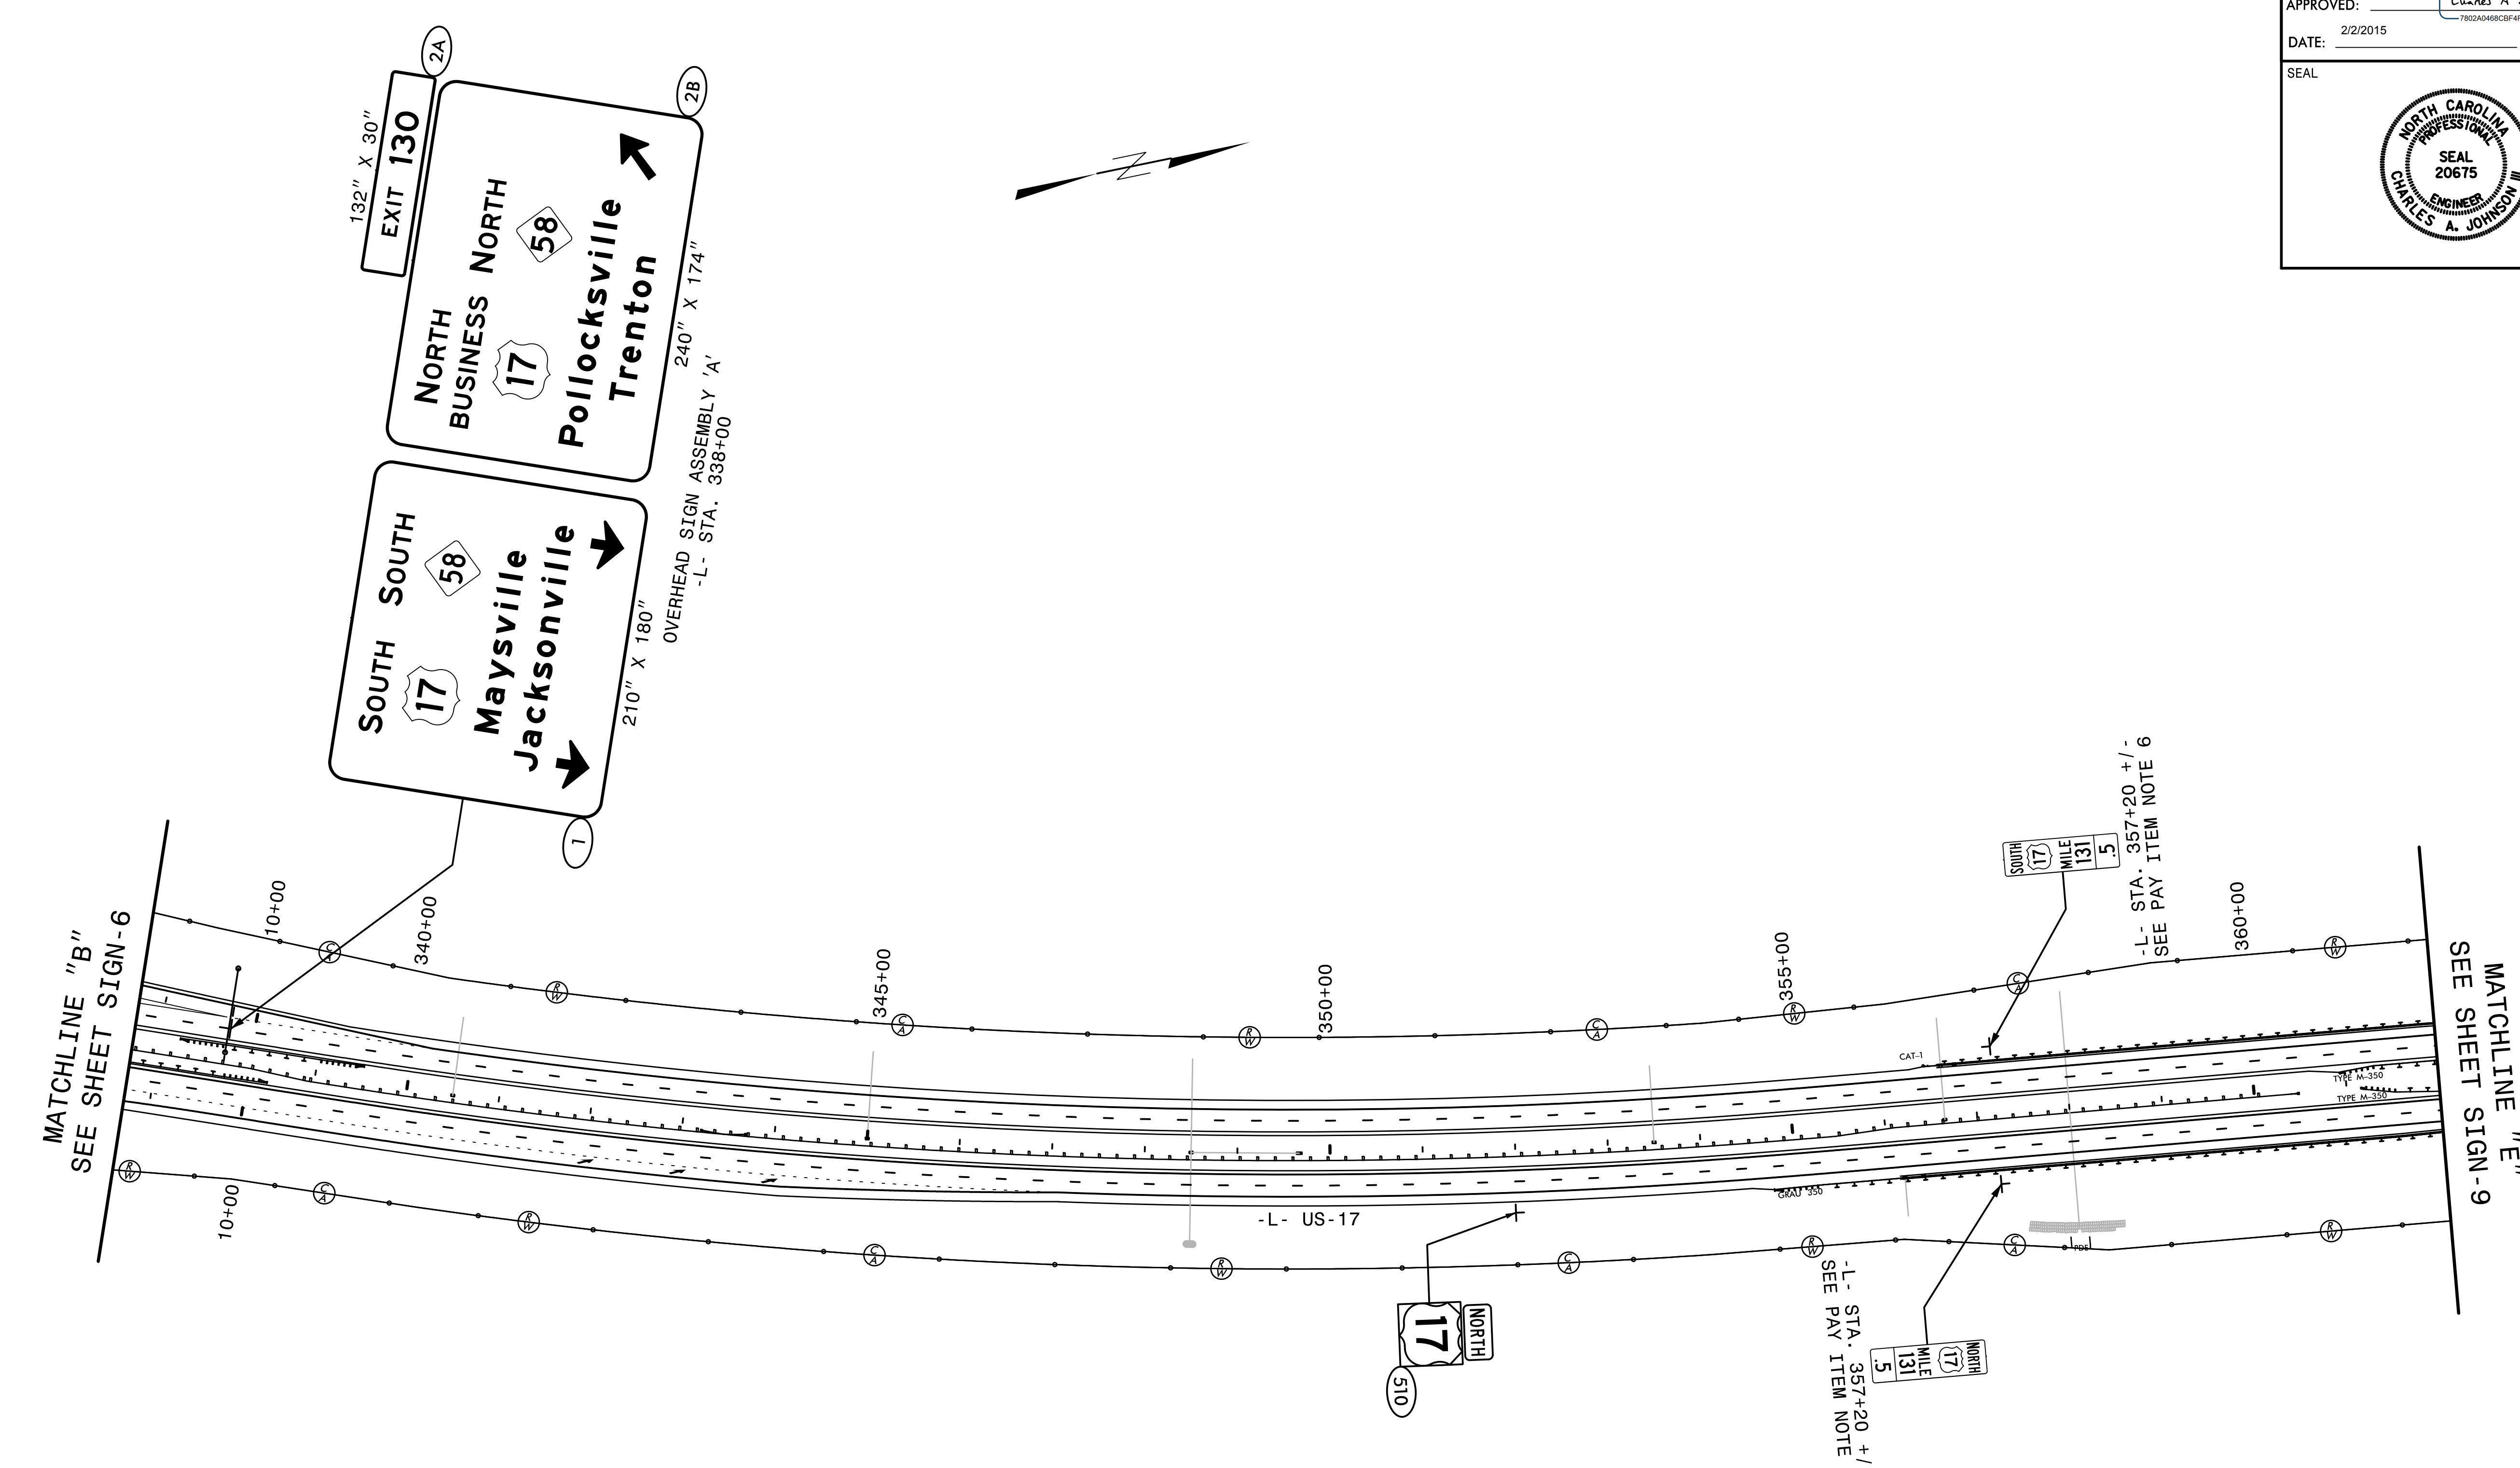 APPROVED:
DATE: 2/2/2015
SEAL
NORTH CAROLINA
PROFESSIONAL
SEAL
20675
ENGINEER
CHARLES A. JOHNSON III
2A
132" X 30"
EXIT 130
2B
NORTH
BUSINESS NORTH
17 58
Pollocksville
Trenton
240" X 174"
SOUTH SOUTH
17 58
Maysville
Jacksonville
210" X 180"
1
OVERHEAD SIGN ASSEMBLY 'A'
-L- STA. 338+00
N
MATCHLINE "B"
SEE SHEET SIGN-6
10+00
340+00
345+00
350+00
355+00
360+00
C A
R W
C A
R W
C A
R W
C A
R W
SOUTH
17
MILE
131
.5
-L- STA. 357+20 +/-
SEE PAY ITEM NOTE 6
CAT-1
TYPE M-350
TYPE M-350
GRAU 350
MATCHLINE "E"
SEE SHEET SIGN-9
R W
10+00
C A
R W
C A
R W
C A
R W
C A
R W
PDE
-L- US-17
NORTH
17
510
NORTH
17
MILE
131
.5
-L- STA. 357+20 +/
SEE PAY ITEM NOTE